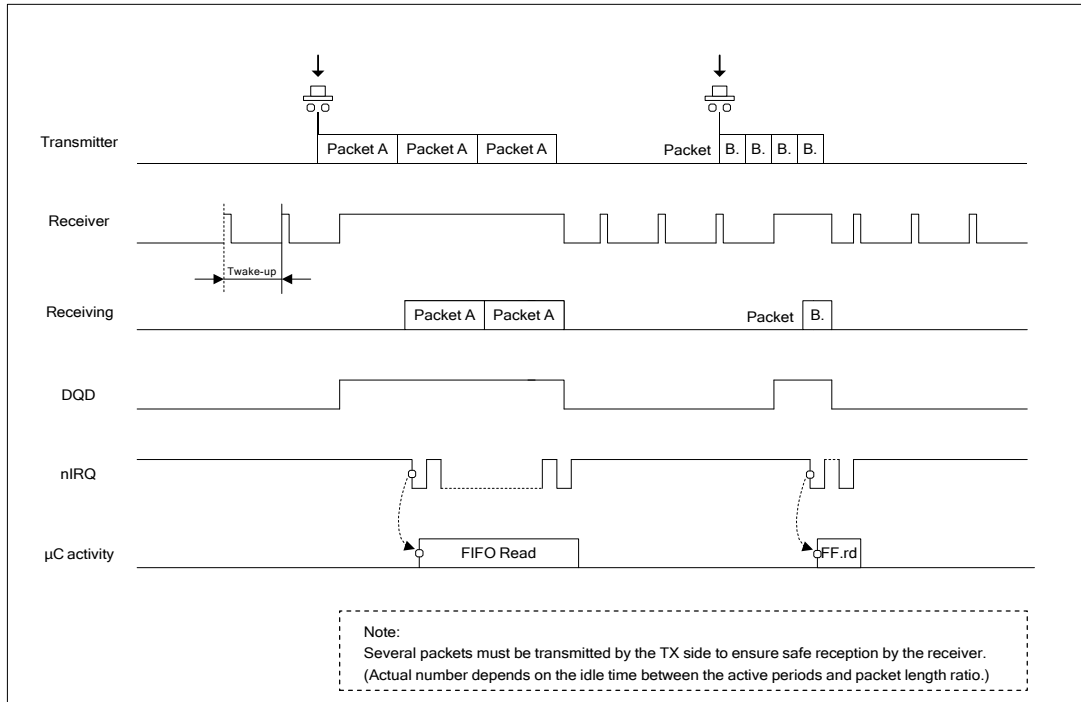 Transmitter
Packet A Packet A Packet A
Packet B. B. B. B.
Receiver
Twake-up
Receiving
Packet A Packet A
Packet B.
DQD
nIRQ
µC activity
FIFO Read
FF.rd
Note:
Several packets must be transmitted by the TX side to ensure safe reception by the receiver.
(Actual number depends on the idle time between the active periods and packet length ratio.)